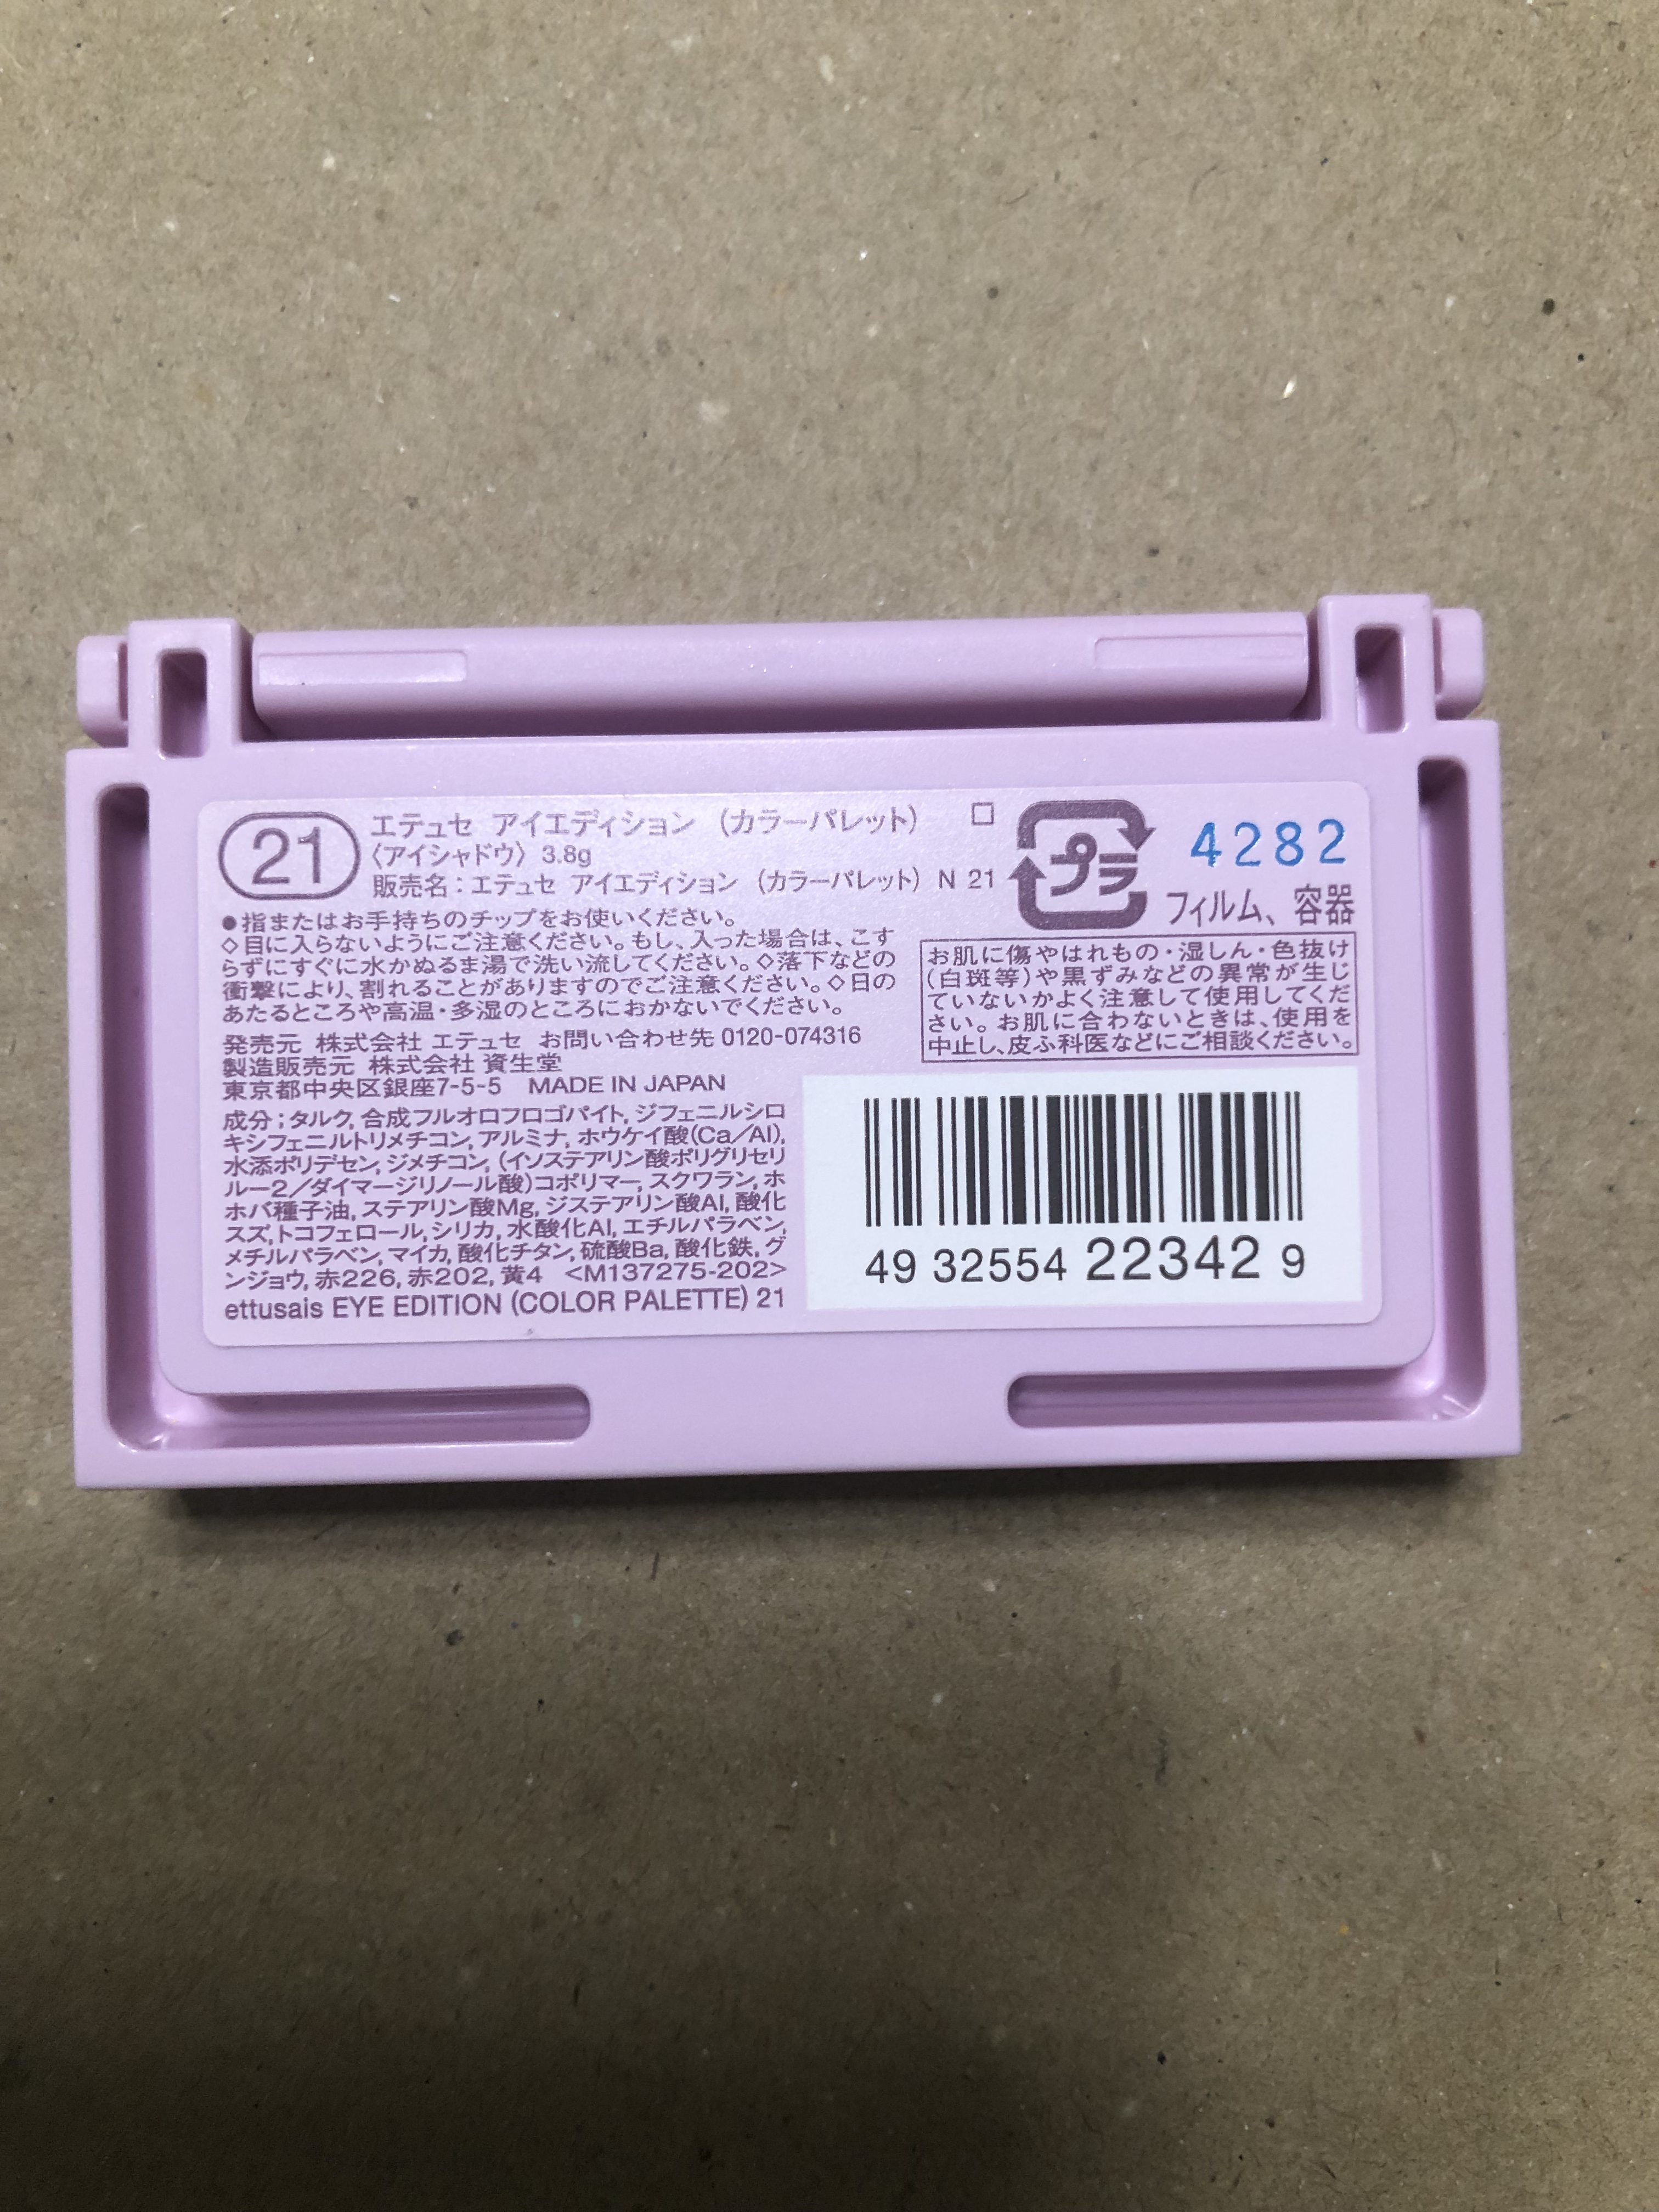 21
エテュセ アイエディション (カラーパレット) □
〈アイシャドウ〉 3.8g
販売名:エテュセ アイエディション (カラーパレット) N 21
プラ
4282
フィルム、容器
●指またはお手持ちのチップをお使いください。
◇目に入らないようにご注意ください。もし、入った場合は、こす
らずにすぐに水かぬるま湯で洗い流してください。◇落下などの
衝撃により、割れることがありますのでご注意ください。◇日の
あたるところや高温・多湿のところにおかないでください。
お肌に傷やはれもの・湿しん・色抜け
(白斑等)や黒ずみなどの異常が生じ
ていないかよく注意して使用してくだ
さい。お肌に合わないときは、使用を
中止し、皮ふ科医などにご相談ください。
発売元 株式会社 エテュセ お問い合わせ先 0120-074316
製造販売元 株式会社 資生堂
東京都中央区銀座7-5-5 MADE IN JAPAN
成分;タルク, 合成フルオロフロゴパイト, ジフェニルシロ
キシフェニルトリメチコン, アルミナ, ホウケイ酸(Ca/Al),
水添ポリデセン, ジメチコン, (イソステアリン酸ポリグリセリ
ルー2/ダイマージリノール酸)コポリマー, スクワラン, ホ
ホバ種子油, ステアリン酸Mg, ジステアリン酸Al, 酸化
スズ, トコフェロール, シリカ, 水酸化Al, エチルパラベン,
メチルパラベン, マイカ, 酸化チタン, 硫酸Ba, 酸化鉄, グ
ンジョウ, 赤226, 赤202, 黄4 <M137275-202>
ettusais EYE EDITION (COLOR PALETTE) 21
49 32554 22342 9